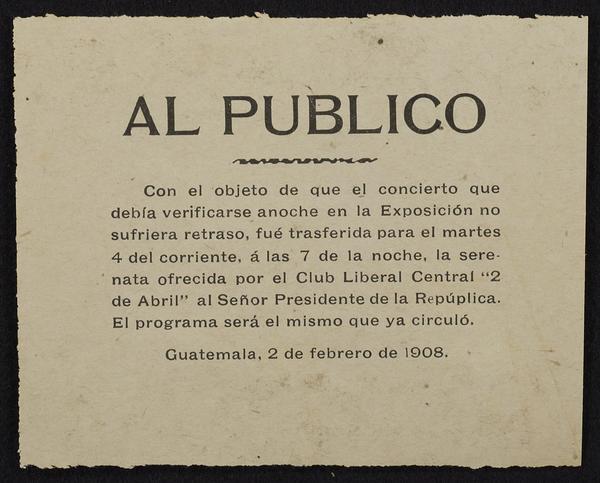 AL PUBLICO
Con el objeto de que el concierto que
debía verificarse anoche en la Exposición no
sufriera retraso, fué trasferida para el martes
4 del corriente, á las 7 de la noche, la sere-
nata ofrecida por el Club Liberal Central “2
de Abril” al Señor Presidente de la Repúplica.
El programa será el mismo que ya circuló.
Guatemala, 2 de febrero de 1908.